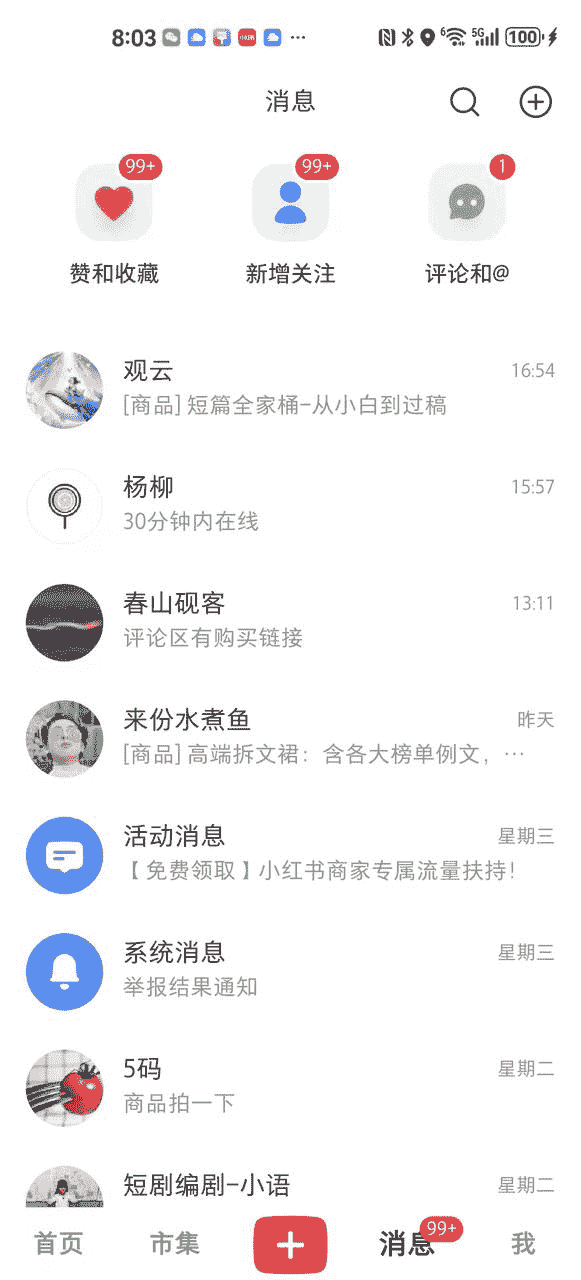 8:03
6
5G
100
消息
99+
99+
1
赞和收藏
新增关注
评论和@
观云
16:54
[商品] 短篇全家桶-从小白到过稿
杨柳
15:57
30分钟内在线
春山砚客
13:11
评论区有购买链接
来份水煮鱼
昨天
[商品] 高端拆文裙：含各大榜单例文，…
活动消息
星期三
【免费领取】小红书商家专属流量扶持！
系统消息
星期三
举报结果通知
5码
星期二
商品拍一下
短剧编剧-小语
星期二
首页
市集
消息
99+
我